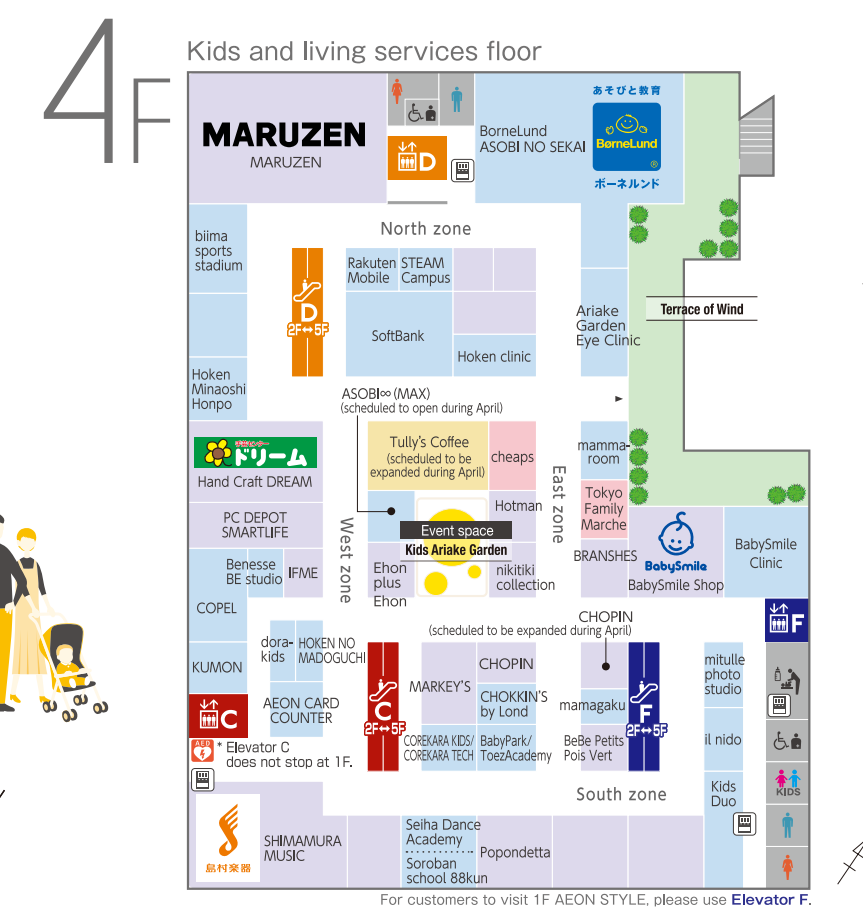 4F
Kids and living services floor
MARUZEN
MARUZEN
D
BorneLund
ASOBI NO SEKAI
あそびと教育
BørneLund
®
ボーネルンド
North zone
biima
sports
stadium
D
2F↔5F
Rakuten
Mobile
STEAM
Campus
SoftBank
Hoken clinic
Ariake
Garden
Eye Clinic
Terrace of Wind
Hoken
Minaoshi
Honpo
ASOBI∞(MAX)
(scheduled to open during April)
Tully's Coffee
(scheduled to be
expanded during April)
cheaps
East zone
mamma-
room
ドリーム
Hand Craft DREAM
Hotman
Tokyo
Family
Marche
PC DEPOT
SMARTLIFE
West zone
Event space
Kids Ariake Garden
BRANSHES
BabySmile
BabySmile Shop
BabySmile
Clinic
Benesse
BE studio
IFME
Ehon
plus
Ehon
nikitiki
collection
COPEL
CHOPIN
(scheduled to be expanded during April)
F
dora-
kids
HOKEN NO
MADOGUCHI
KUMON
C
2F↔5F
MARKEY'S
CHOPIN
CHOKKIN'S
by Lond
mamagaku
F
2F↔5F
mitulle
photo
studio
C
AEON CARD
COUNTER
AED
* Elevator C
does not stop at 1F.
COREKARA KIDS/
COREKARA TECH
BabyPark/
ToezAcademy
BeBe Petits
Pois Vert
il nido
South zone
Kids
Duo
KIDS
島村楽器
SHIMAMURA
MUSIC
Seiha Dance
Academy
Soroban
school 88kun
Popondetta
For customers to visit 1F AEON STYLE, please use Elevator F.